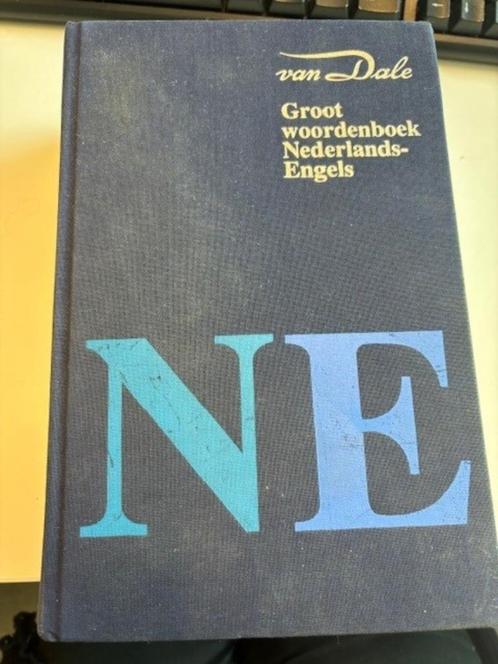 van Dale
Groot
woordenboek
Nederlands-
Engels
NE